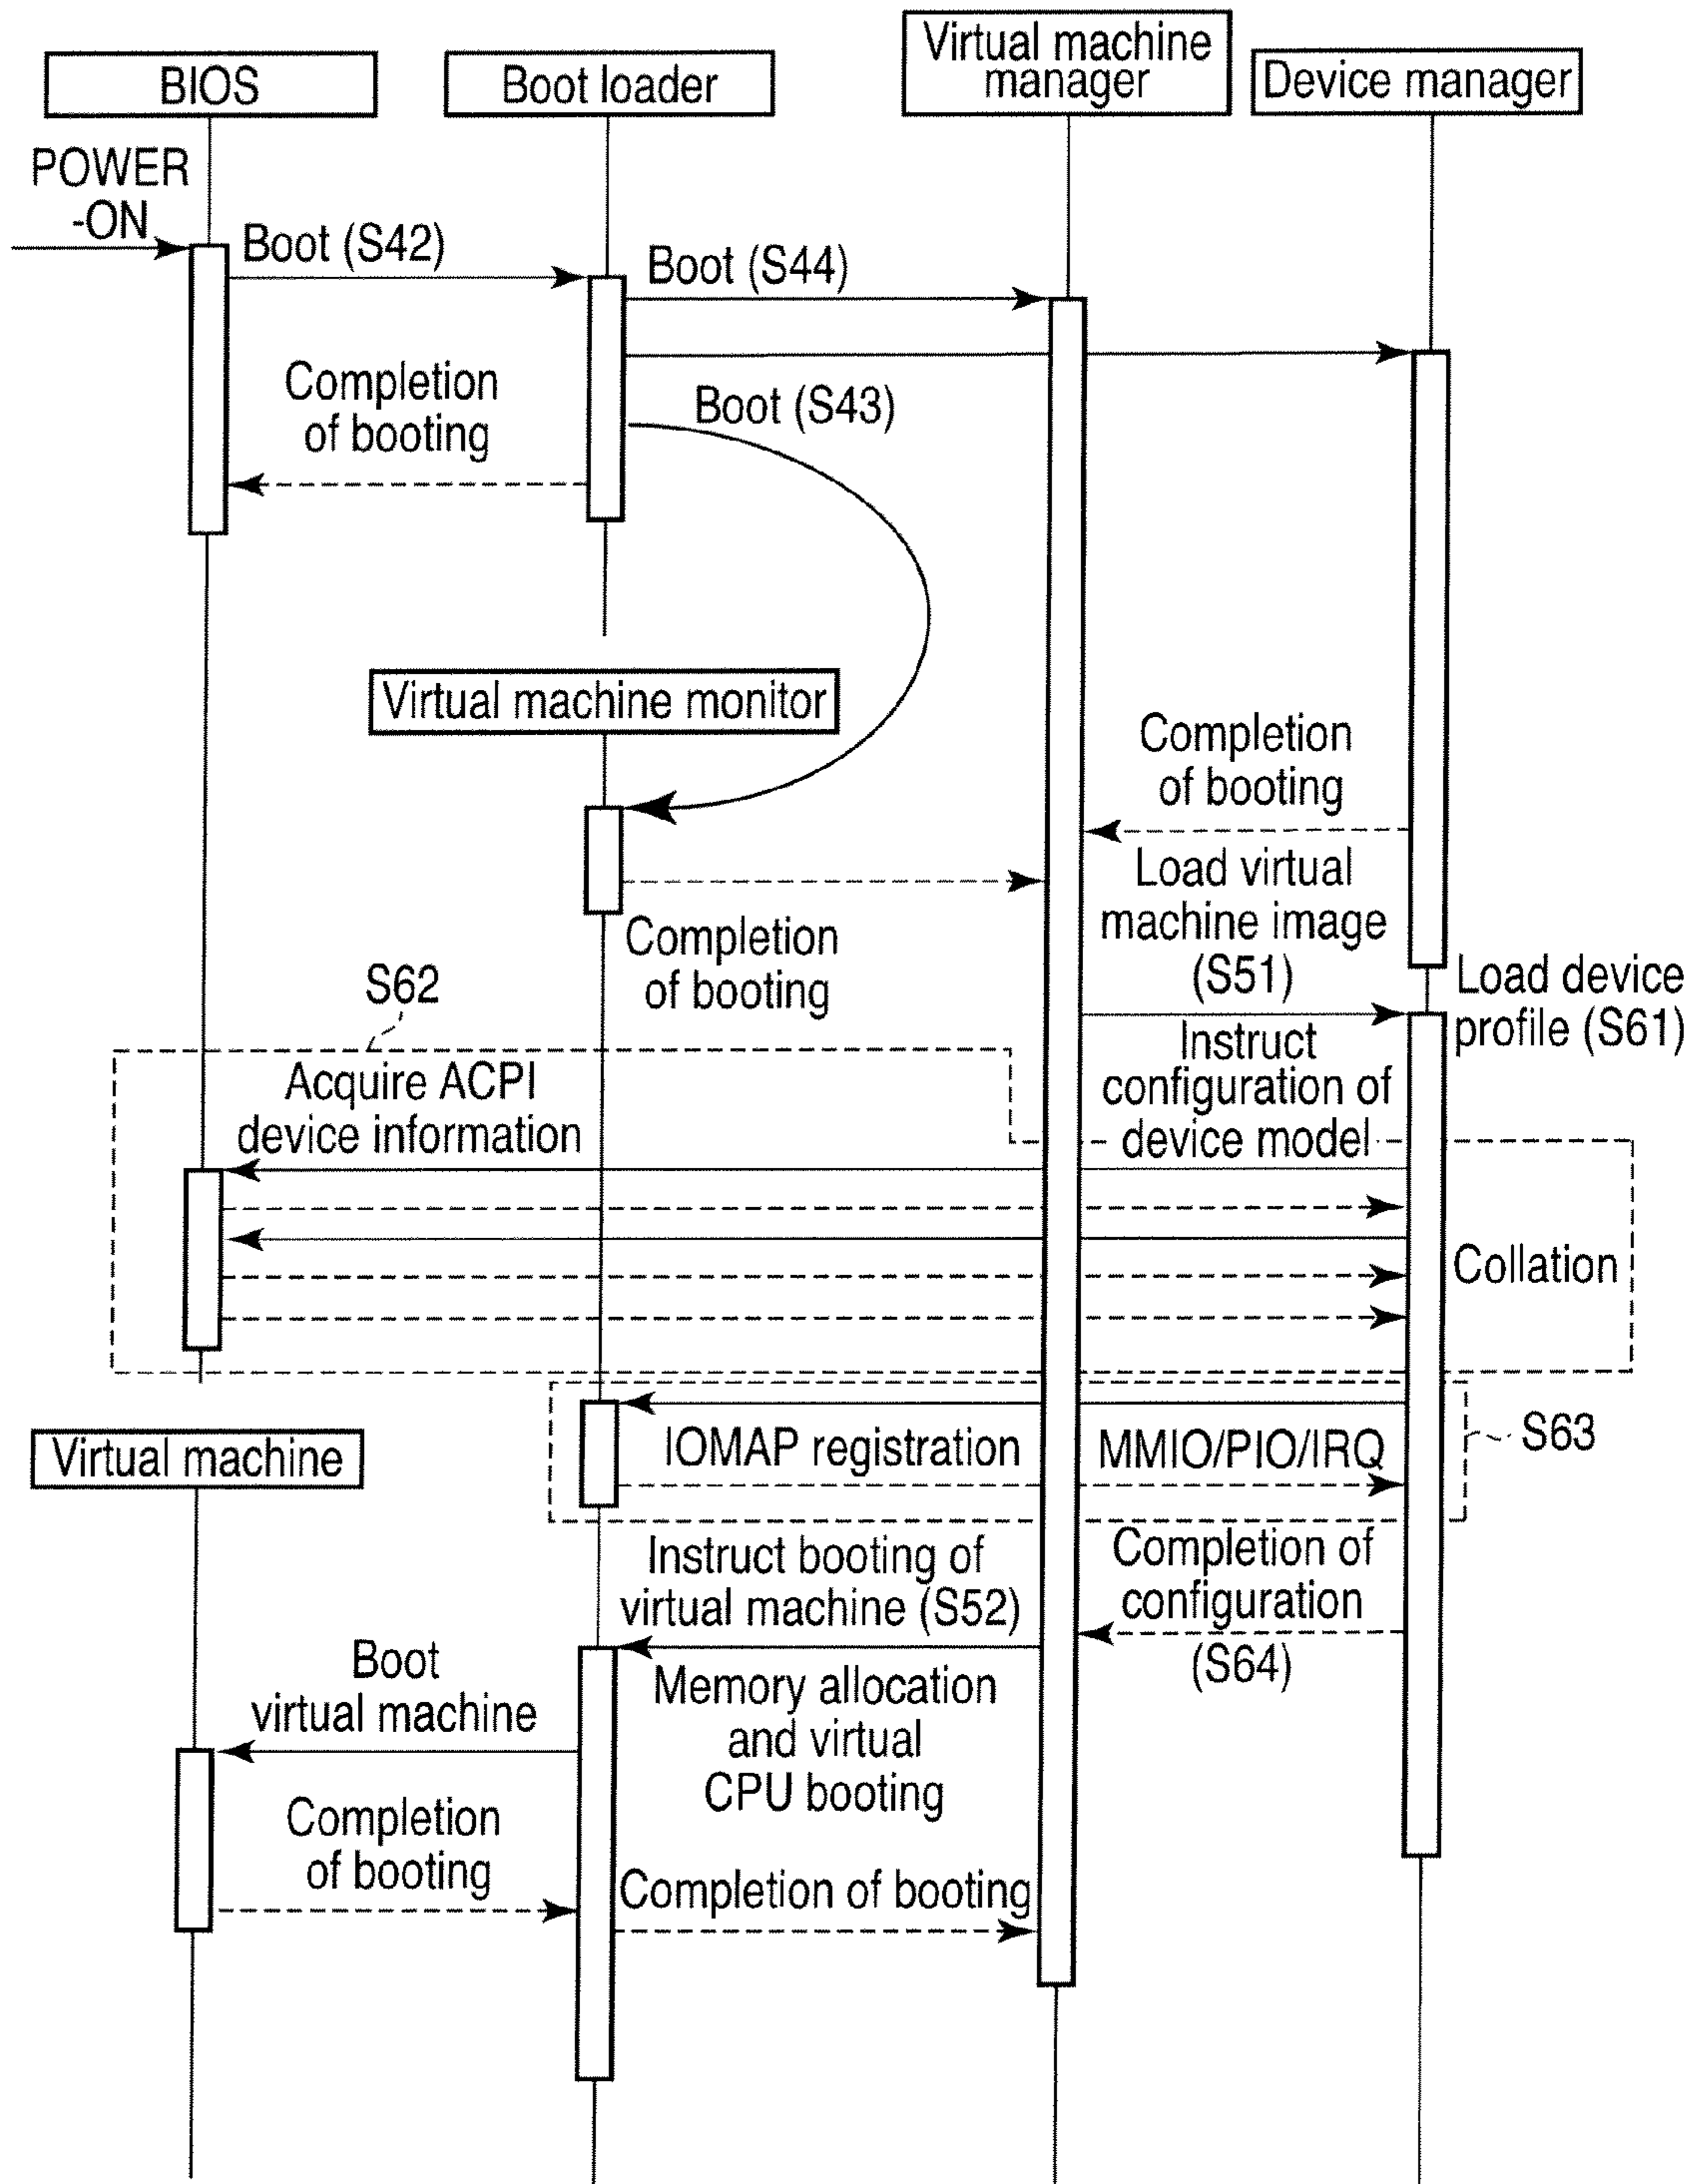 BIOS
Boot loader
Virtual machine
manager
Device manager
POWER
-ON
Boot (S42)
Boot (S44)
Completion
of booting
Boot (S43)
Virtual machine monitor
Completion
of booting
Completion
of booting
Load virtual
machine image
(S51)
Load device
profile (S61)
S62
Instruct
configuration of
device model
Acquire ACPI
device information
Collation
IOMAP registration
MMIO/PIO/IRQ
S63
Virtual machine
Instruct booting of
virtual machine (S52)
Completion of
configuration
(S64)
Boot
virtual machine
Memory allocation
and virtual
CPU booting
Completion
of booting
Completion of booting